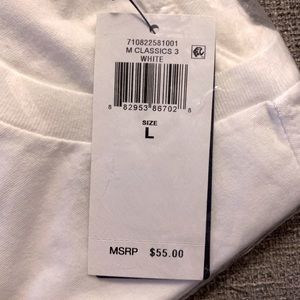 710822581001
M CLASSICS 3
WHITE
8 82953 86702 8
SIZE
L
MSRP $55.00